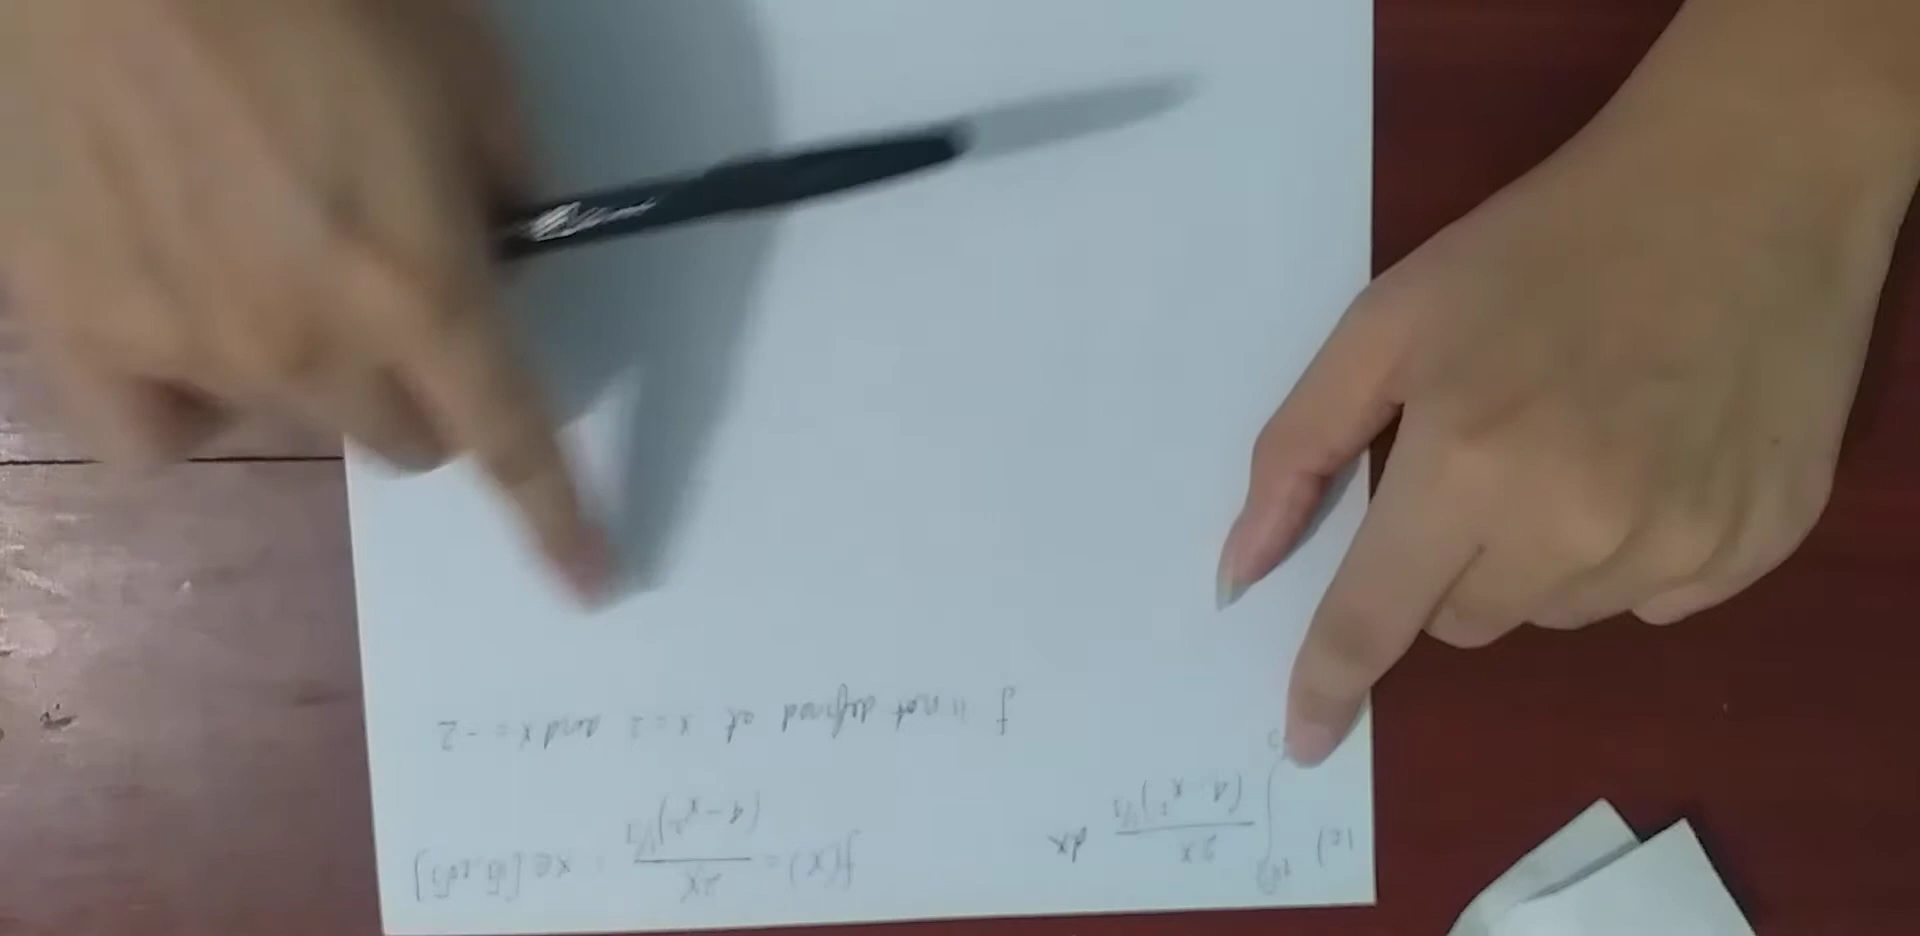 1c) ∫ 2x / (4 - x²)^1/3 dx
f(x) = 2x / (4 - x²)^1/3 , x∈
f is not defined at x = 2 and x = -2